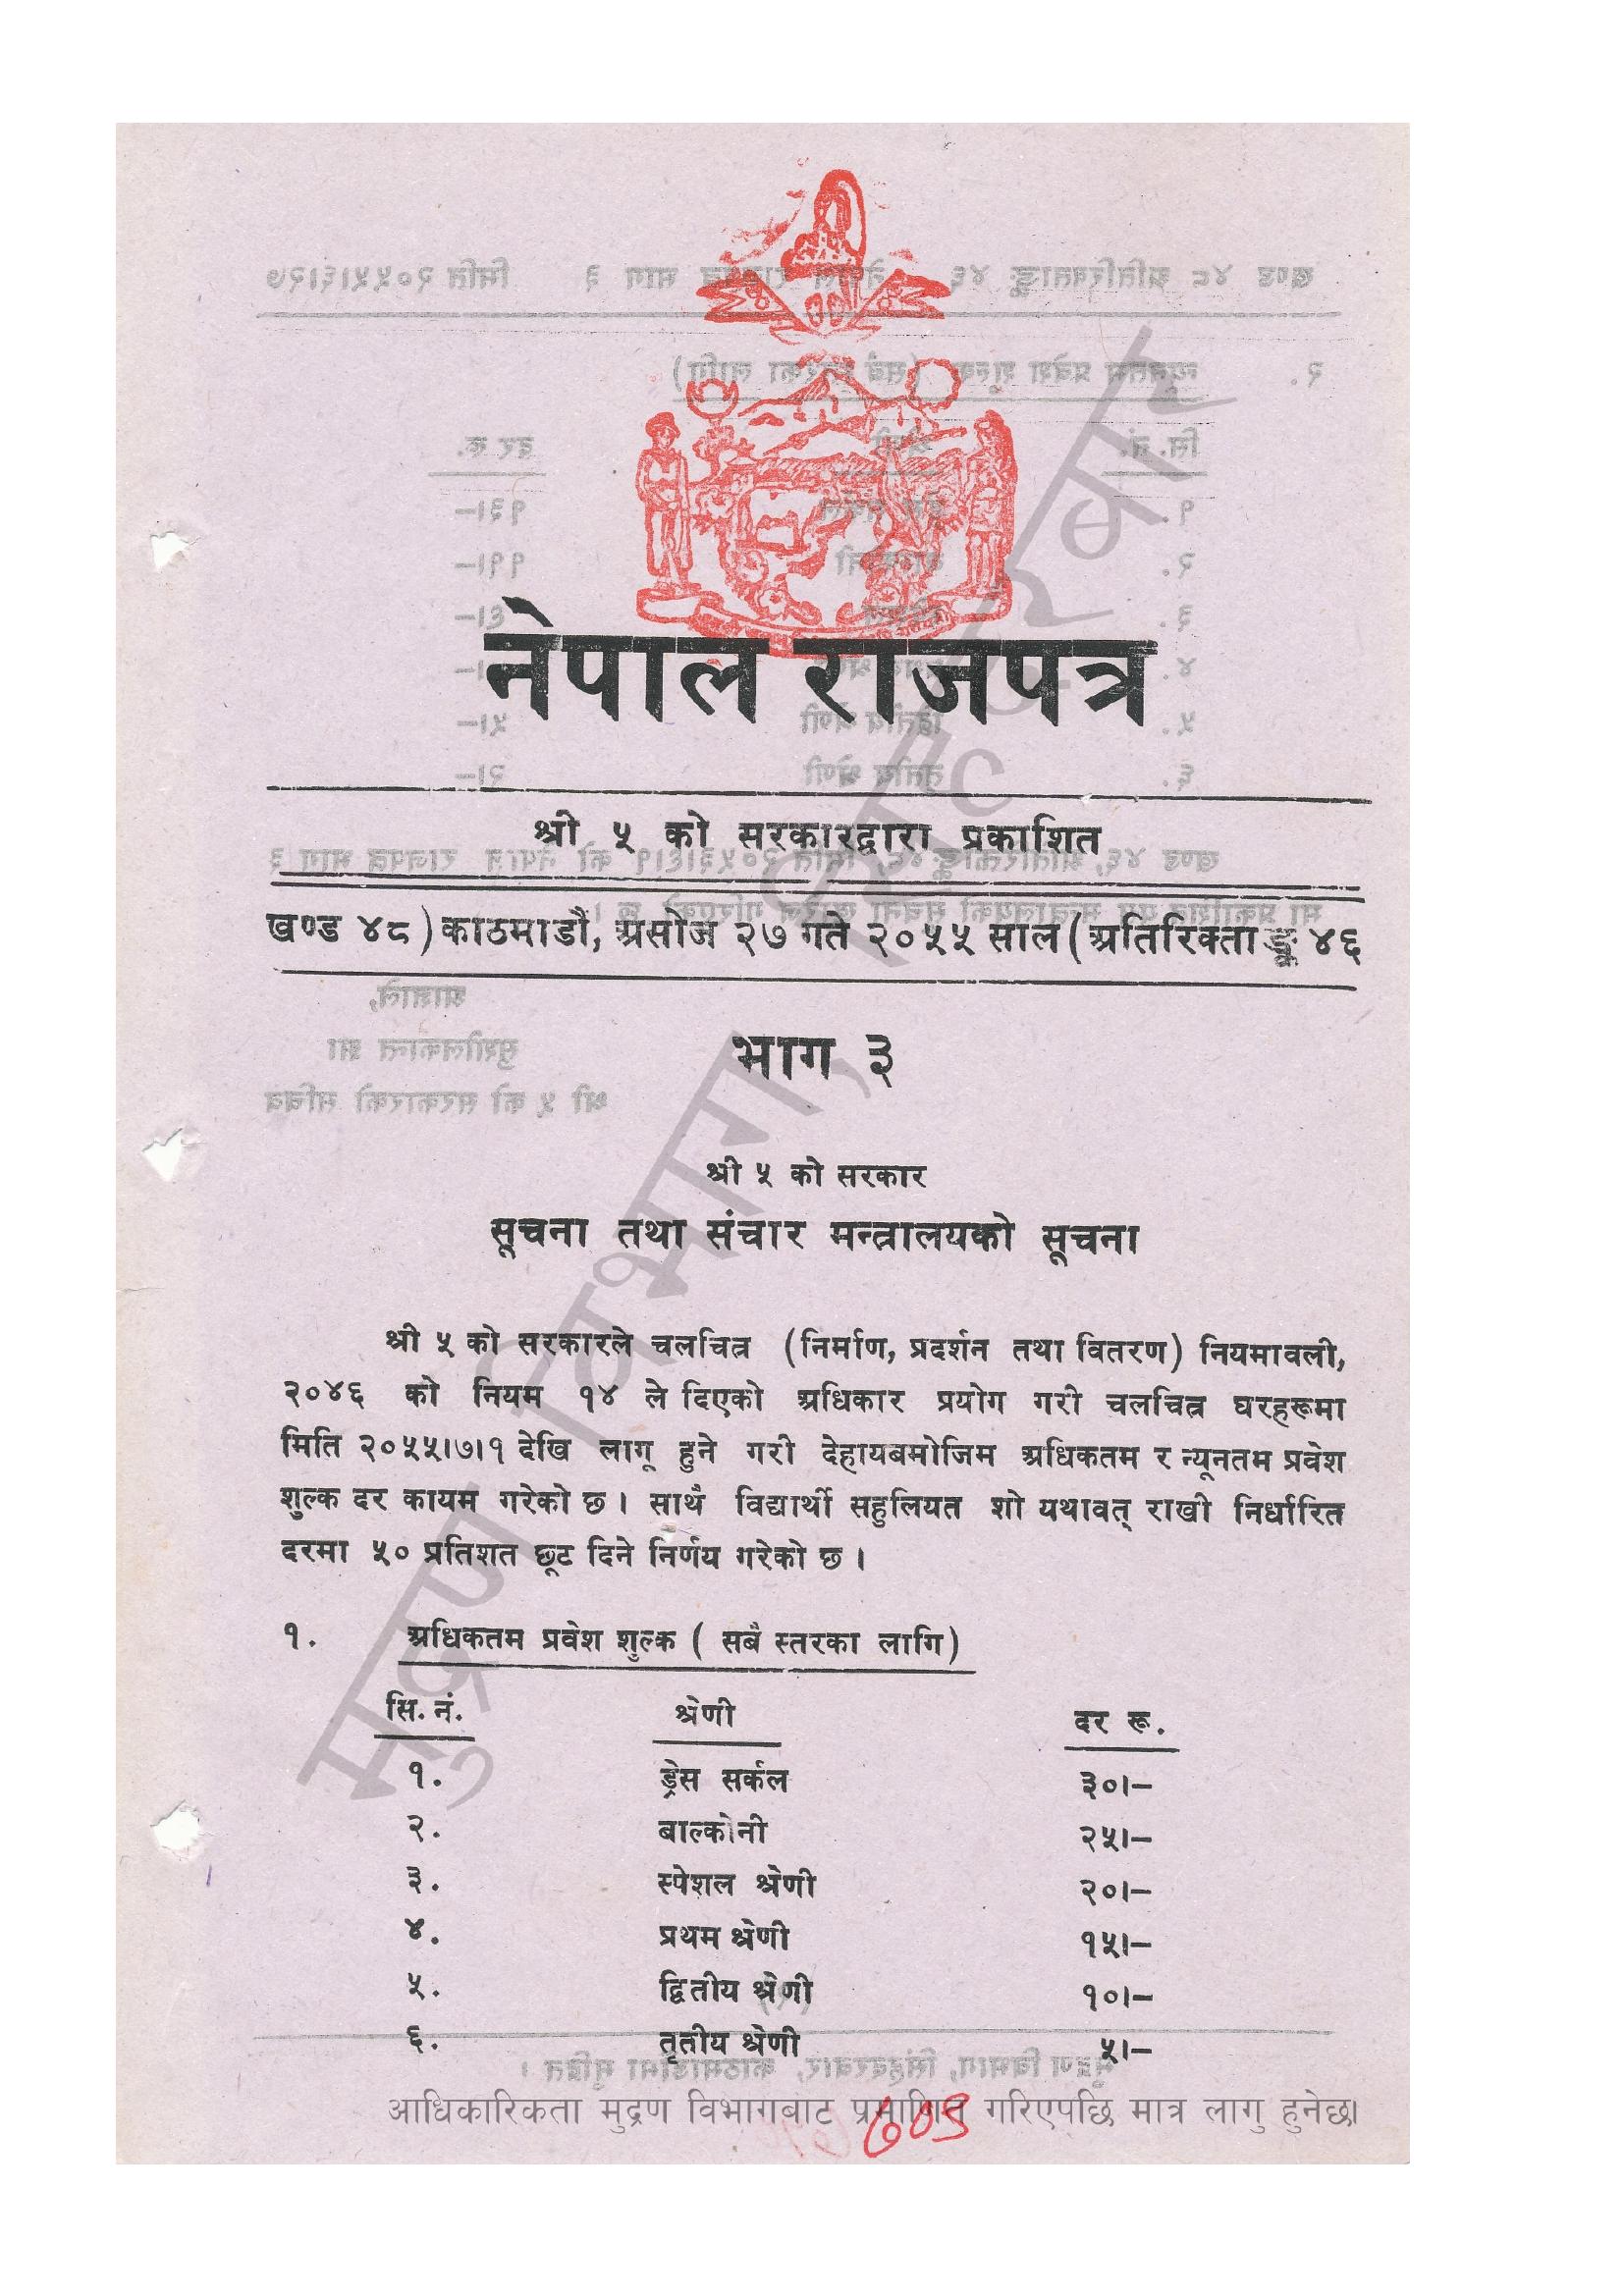 नेपाल राजपत्र
श्री ५ को सरकारद्वारा प्रकाशित
खण्ड ४८) काठमाडौं, असोज २७ गते २०५५ साल (अतिरिक्ताङ्क ४६
भाग ३
श्री ५ को सरकार
सूचना तथा संचार मन्त्रालयको सूचना
श्री ५ को सरकारले चलचित्र (निर्माण, प्रदर्शन तथा वितरण) नियमावली,
२०४६ को नियम १४ ले दिएको अधिकार प्रयोग गरी चलचित्र घरहरूमा
मिति २०५५।७।१ देखि लागू हुने गरी देहायबमोजिम अधिकतम र न्यूनतम प्रवेश
शुल्क दर कायम गरेको छ । साथै विद्यार्थी सहुलियत शो यथावत् राखी निर्धारित
दरमा ५० प्रतिशत छूट दिने निर्णय गरेको छ ।
१. अधिकतम प्रवेश शुल्क ( सबै स्तरका लागि)
सि. नं. श्रेणी दर रू.
१. ड्रेस सर्कल ३०।–
२. बाल्कोनी २५।–
३. स्पेशल श्रेणी २०।–
४. प्रथम श्रेणी १५।–
५. द्वितीय श्रेणी १०।–
६. तृतीय श्रेणी ५।–
आधिकारिकता मुद्रण विभागबाट प्रमाणित गरिएपछि मात्र लागु हुनेछ।
मुद्रण विभाग, सिंहदरबार